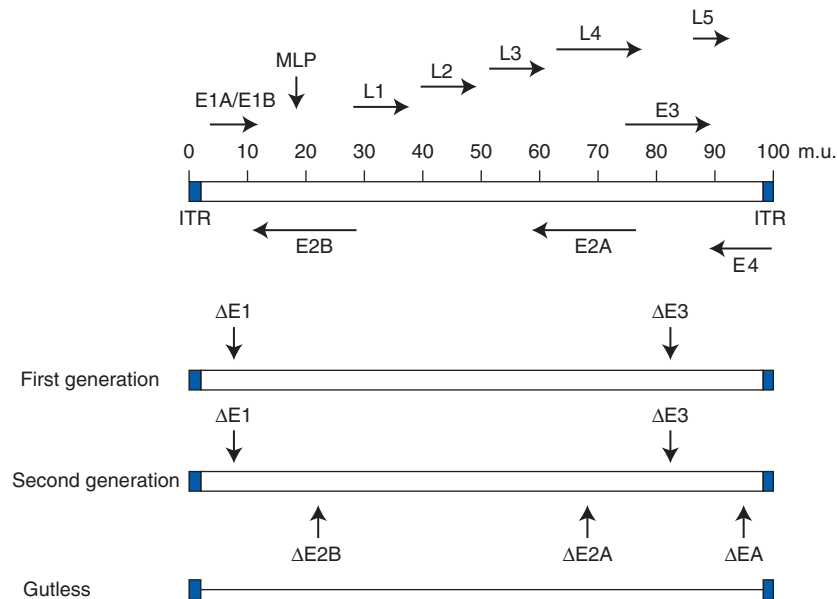 L5
L4
L3
MLP
L2
L1
E1A/E1B
E3
0 10 20 30 40 50 60 70 80 90 100 m.u.
ITR ITR
E2B E2A
E4
ΔE1 ΔE3
First generation
ΔE1 ΔE3
Second generation
ΔE2B ΔE2A ΔEA
Gutless